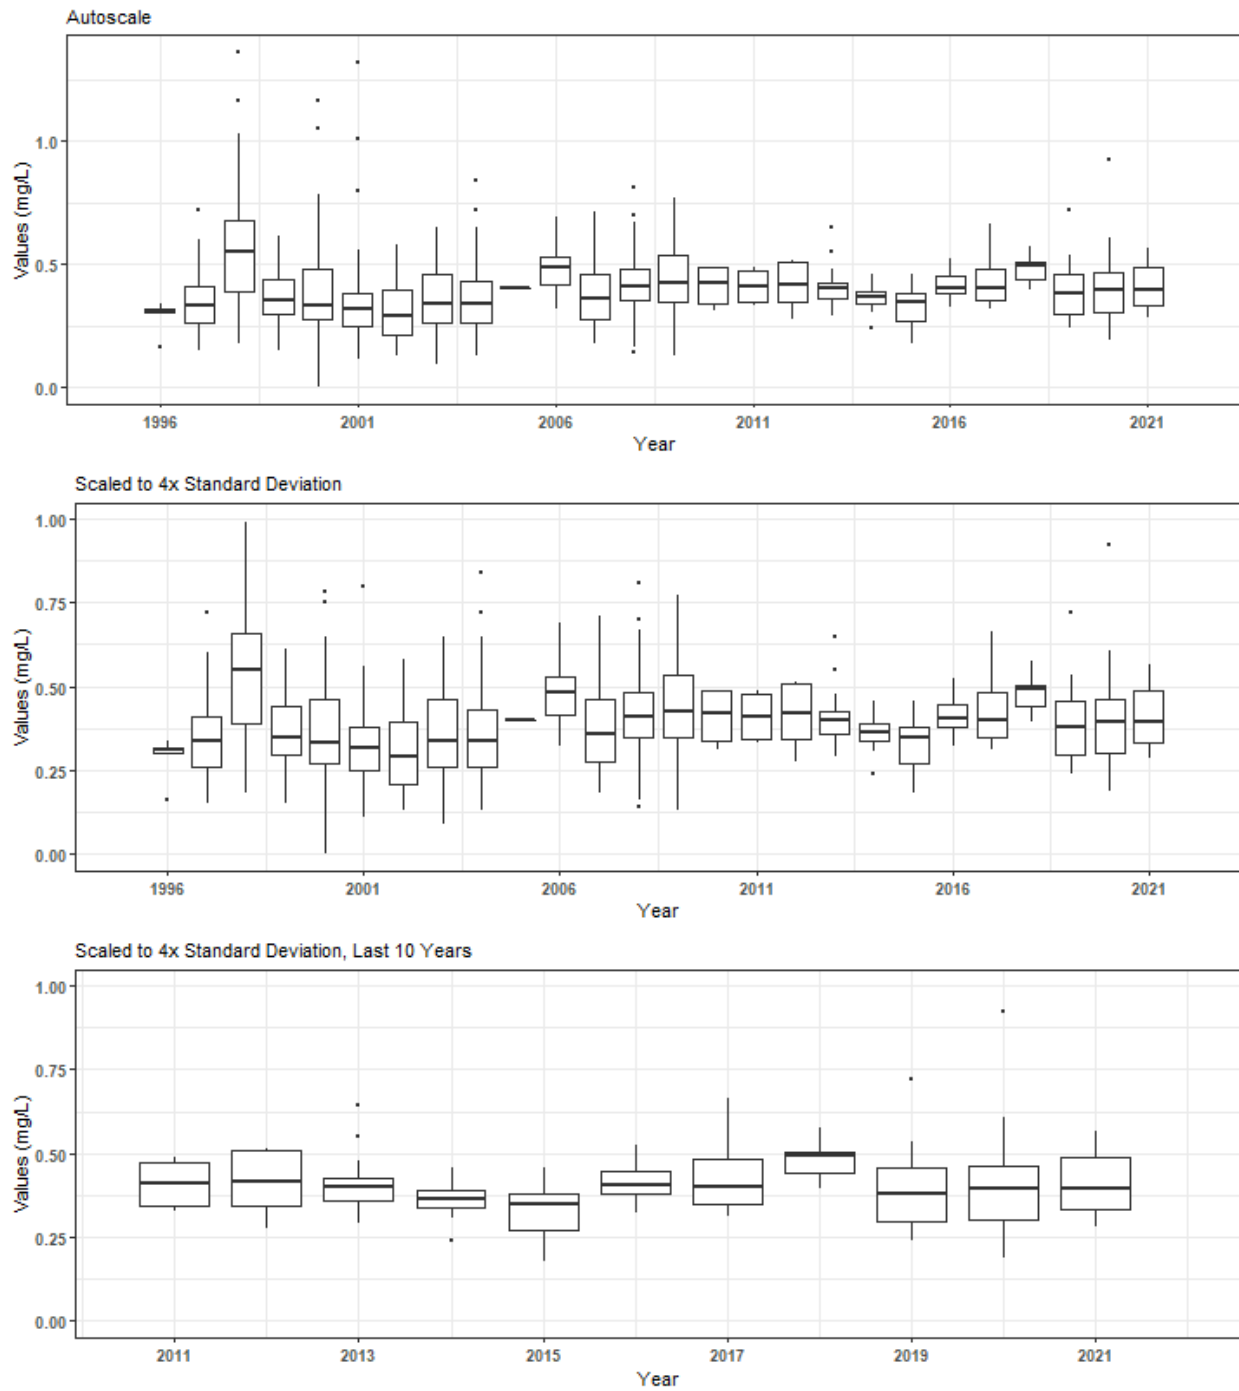 Autoscale
Values (mg/L)
1.0
0.5
0.0
1996 2001 2006 2011 2016 2021
Year
Scaled to 4x Standard Deviation
Values (mg/L)
1.00
0.75
0.50
0.25
0.00
1996 2001 2006 2011 2016 2021
Year
Scaled to 4x Standard Deviation, Last 10 Years
Values (mg/L)
1.00
0.75
0.50
0.25
0.00
2011 2013 2015 2017 2019 2021
Year